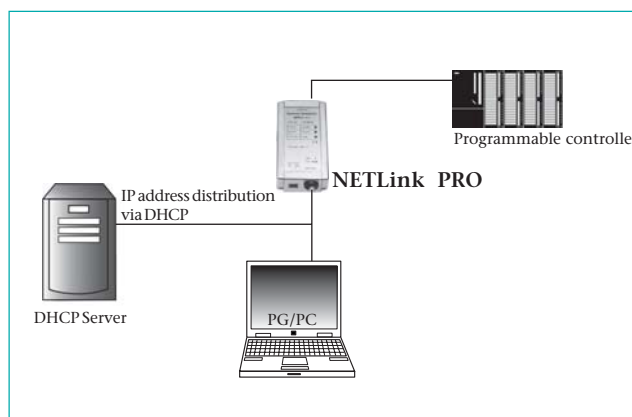 Programmable controlle
NETLink PRO
IP address distribution
via DHCP
PG/PC
DHCP Server